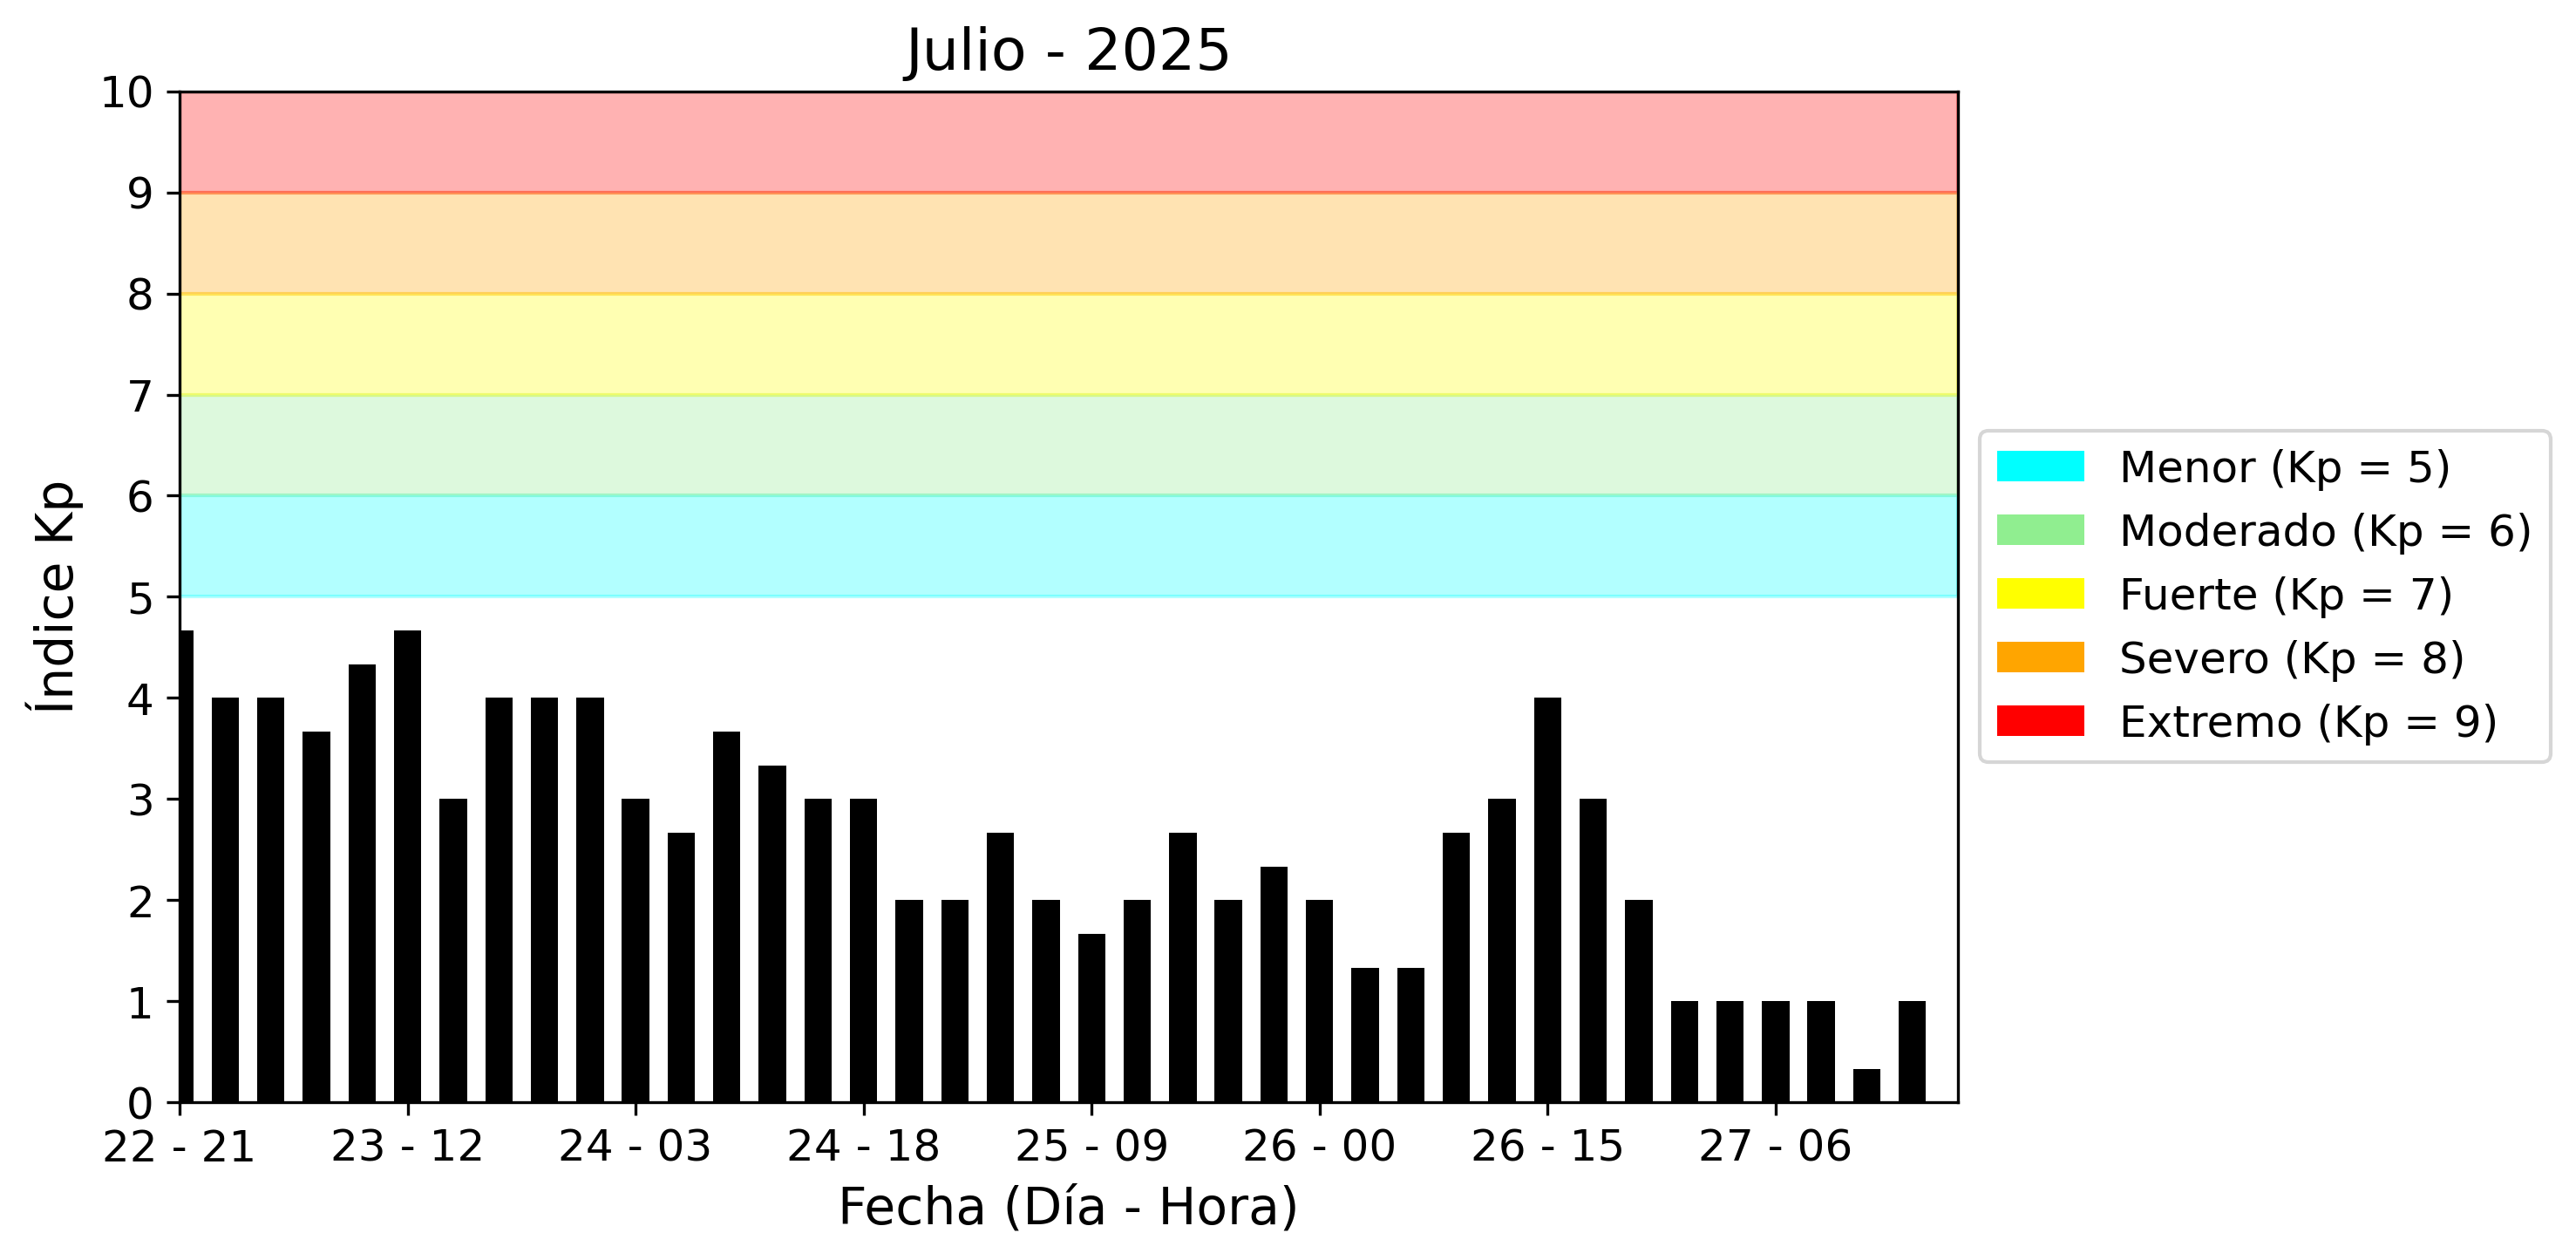 Julio - 2025
Índice Kp
10
9
8
7
6
5
4
3
2
1
0
22 - 21
23 - 12
24 - 03
24 - 18
25 - 09
26 - 00
26 - 15
27 - 06
Fecha (Día - Hora)
Menor (Kp = 5)
Moderado (Kp = 6)
Fuerte (Kp = 7)
Severo (Kp = 8)
Extremo (Kp = 9)